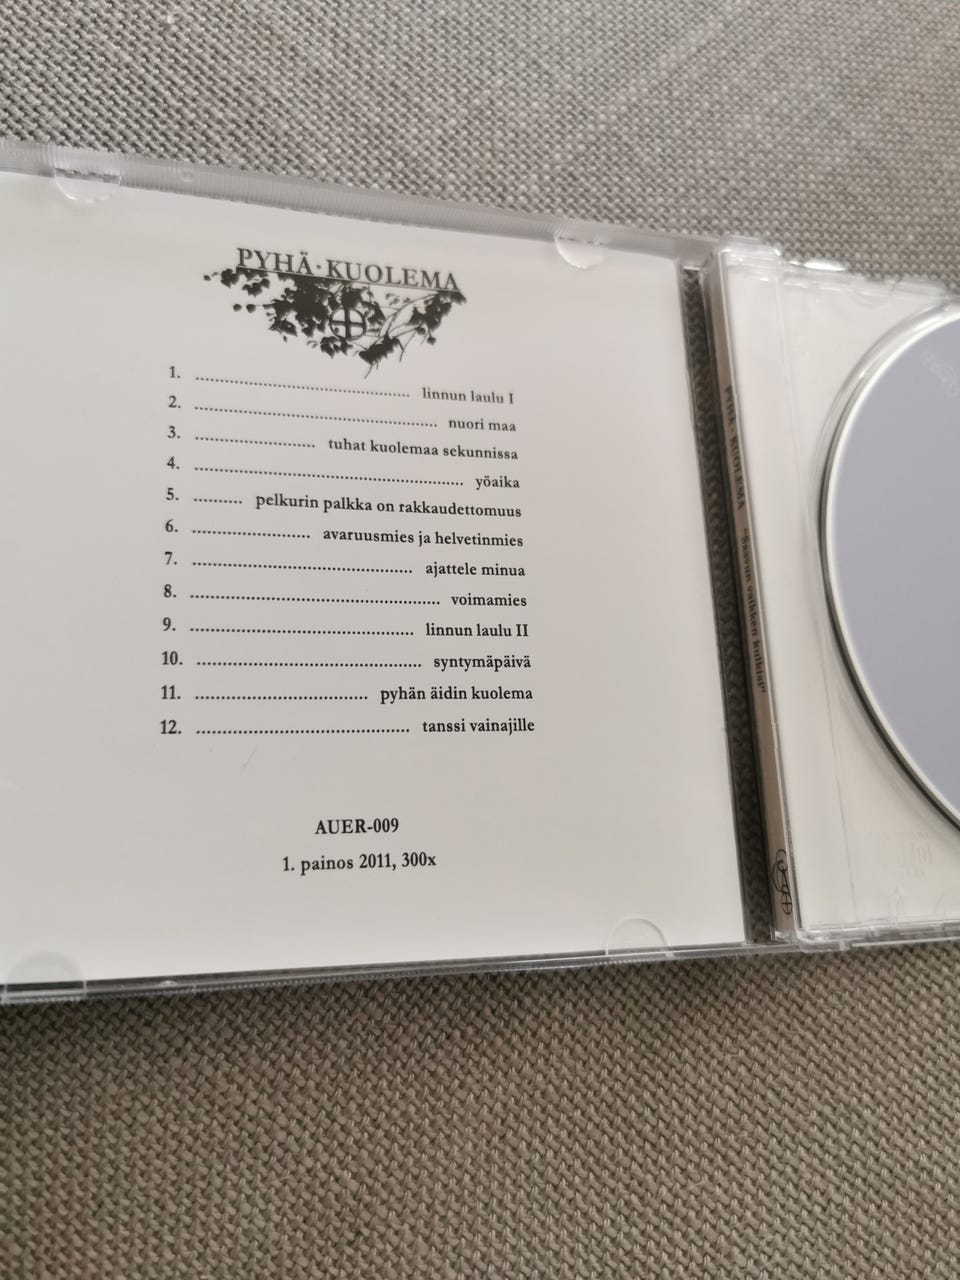 PYHÄ · KUOLEMA
1. .......... linnun laulu I
2. .......... nuori maa
3. .......... tuhat kuolemaa sekunnissa
4. .......... yöaika
5. .......... pelkurin palkka on rakkaudettomuus
6. .......... avaruusmies ja helvetinmies
7. .......... ajattele minua
8. .......... voimamies
9. .......... linnun laulu II
10. .......... syntymäpäivä
11. .......... pyhän äidin kuolema
12. .......... tanssi vainajille
AUER-009
1. painos 2011, 300x
PYHÄ · KUOLEMA "Saavun valkken